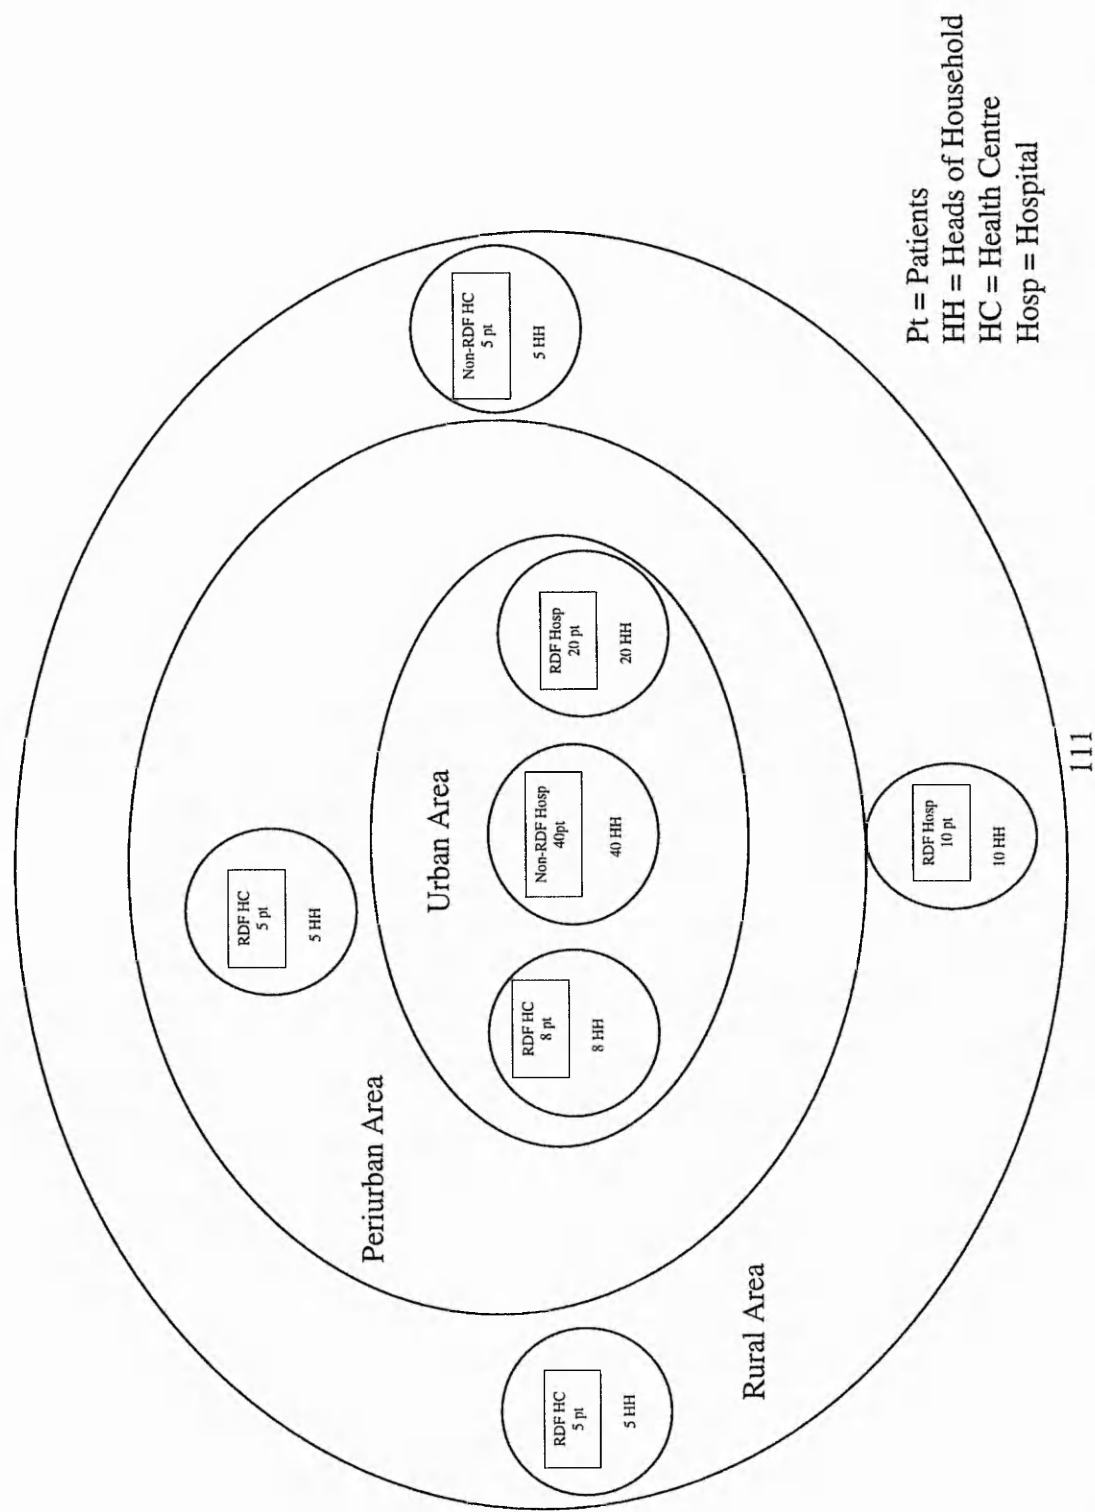 RDF HC
5 pt
5 HH
Periurban Area
Urban Area
Non-RDF HC
5 pt
5 HH
RDF HC
5 pt
5 HH
RDF HC
8 pt
8 HH
Non-RDF Hosp
40pt
40 HH
RDF Hosp
20 pt
20 HH
Rural Area
RDF Hosp
10 pt
10 HH
Pt = Patients
HH = Heads of Household
HC = Health Centre
Hosp = Hospital
111